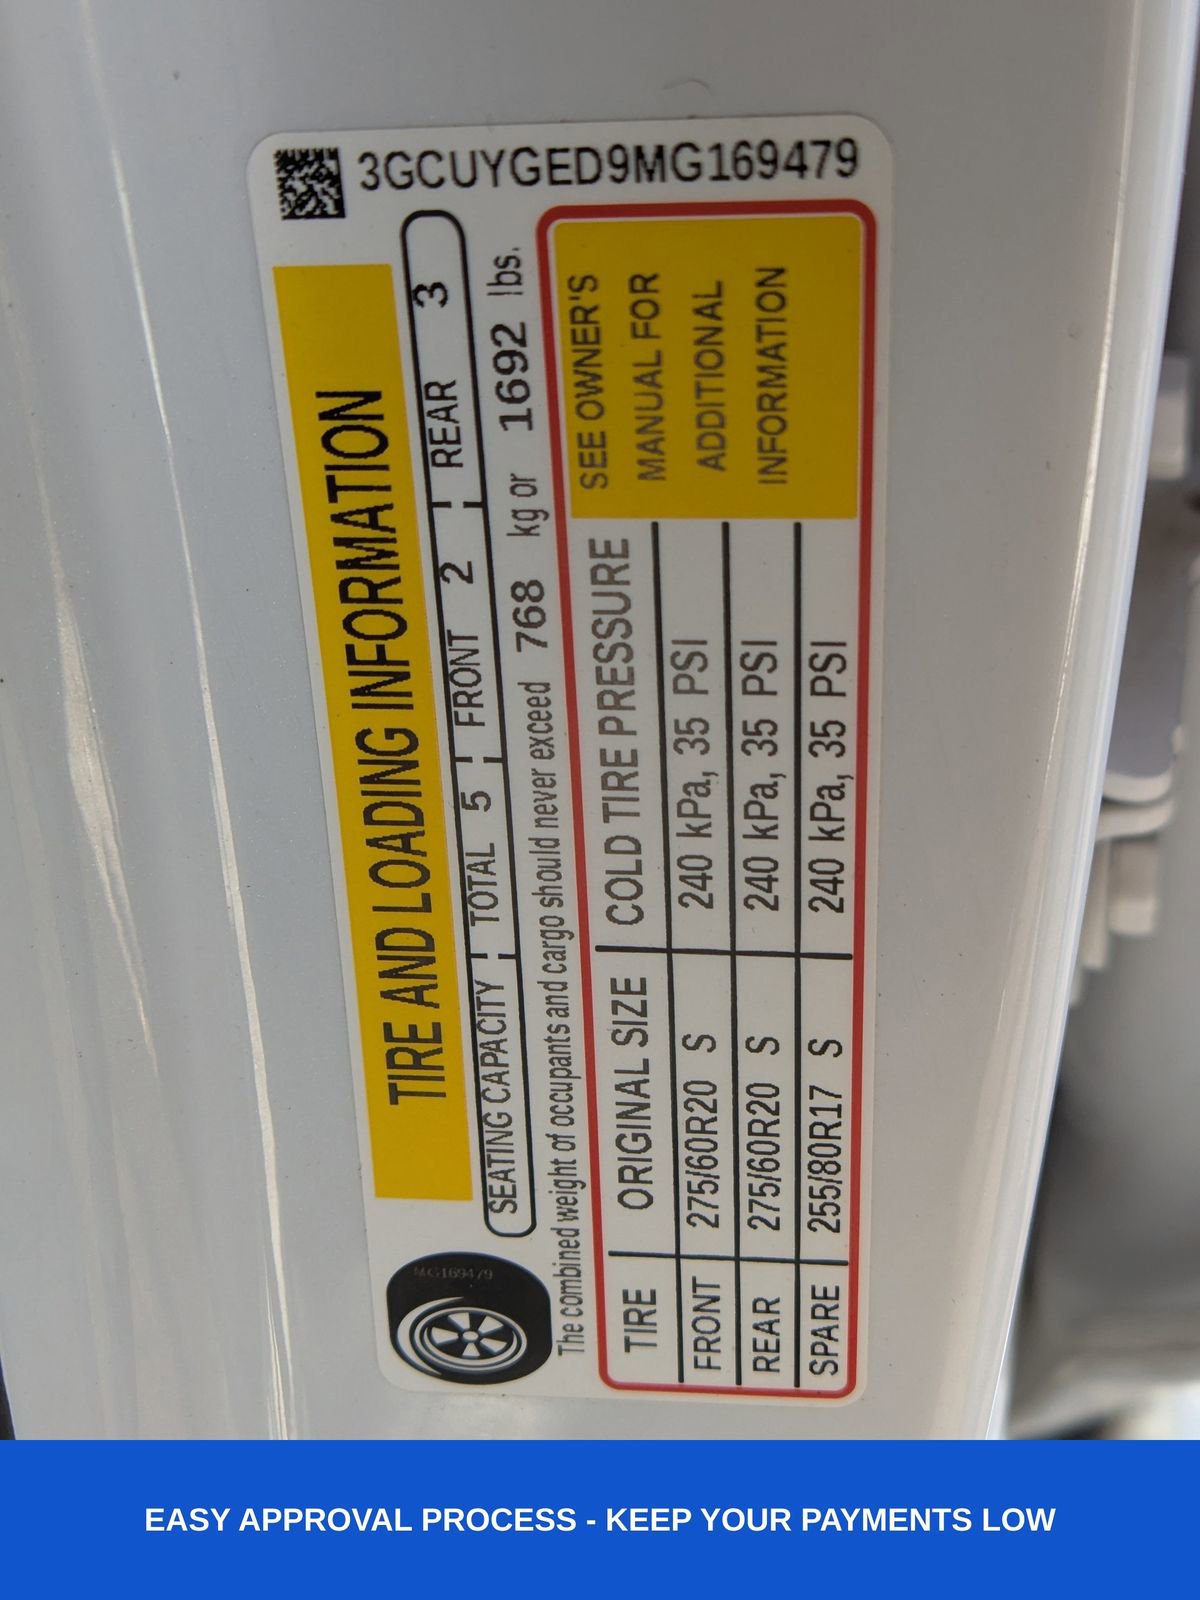 3GCUYGED9MG169479
TIRE AND LOADING INFORMATION
SEATING CAPACITY TOTAL 5 FRONT 2 REAR 3
The combined weight of occupants and cargo should never exceed 768 kg or 1692 lbs.
TIRE ORIGINAL SIZE COLD TIRE PRESSURE
FRONT 275/60R20 S 240 kPa, 35 PSI
REAR 275/60R20 S 240 kPa, 35 PSI
SPARE 255/80R17 S 240 kPa, 35 PSI
SEE OWNER'S
MANUAL FOR
ADDITIONAL
INFORMATION
MG169479
EASY APPROVAL PROCESS - KEEP YOUR PAYMENTS LOW